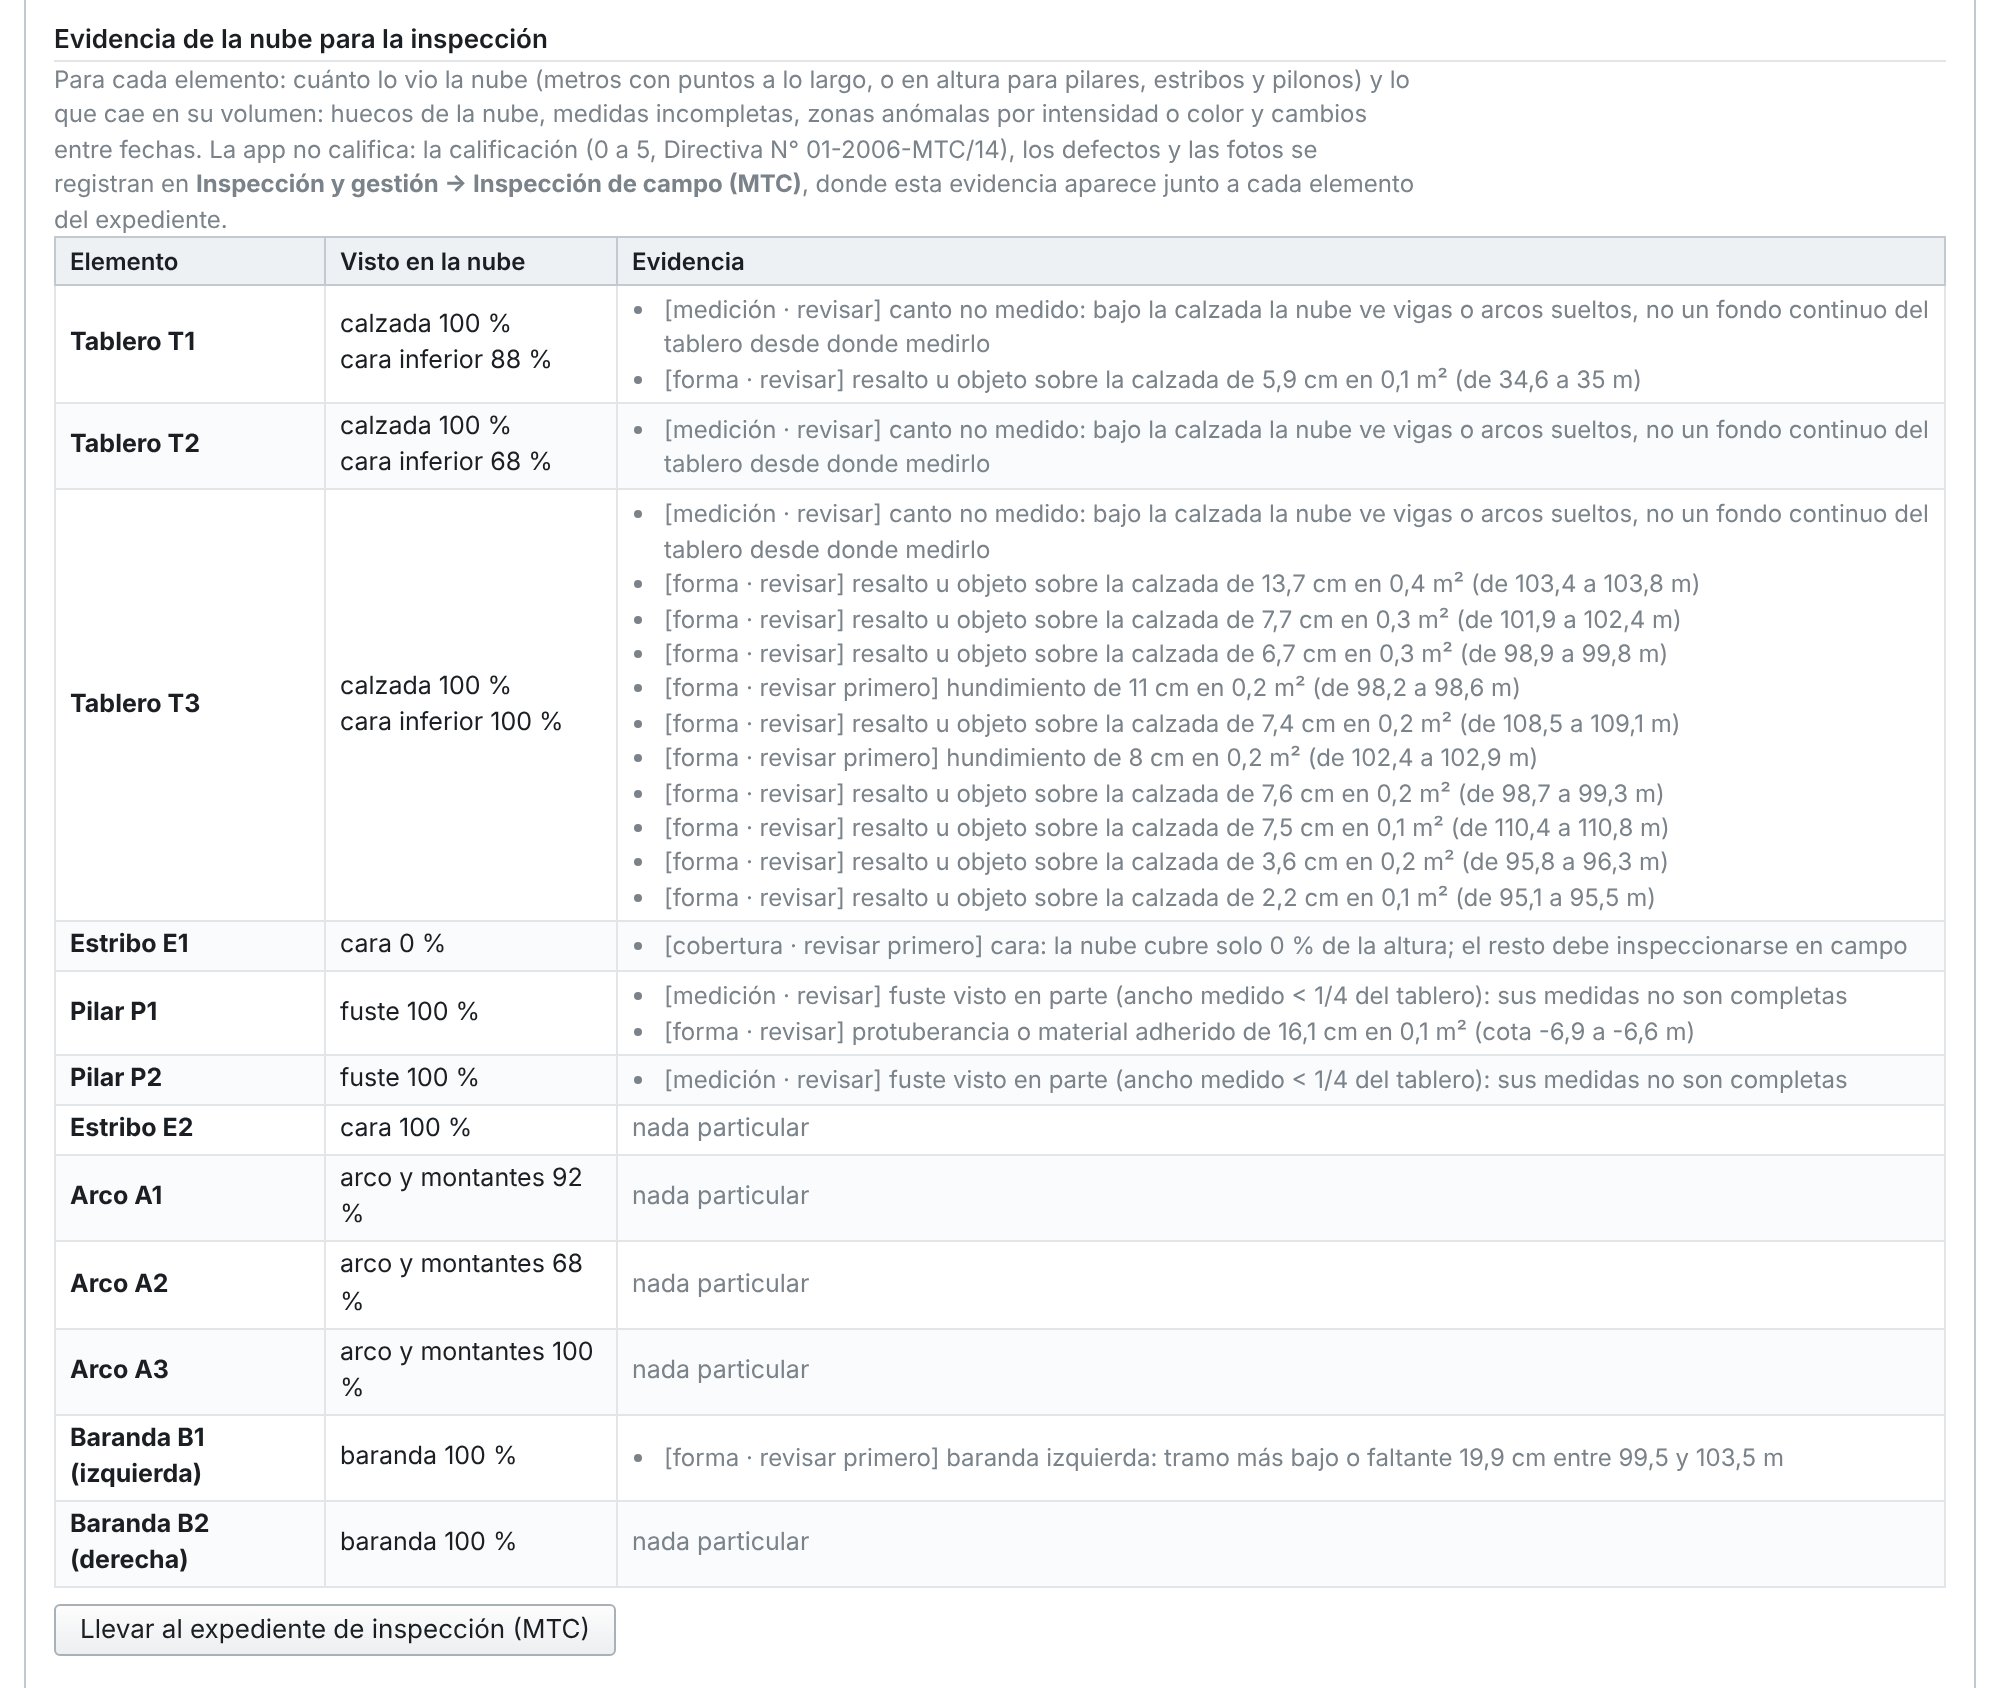 Evidencia de la nube para la inspección
Para cada elemento: cuánto lo vio la nube (metros con puntos a lo largo, o en altura para pilares, estribos y pilonos) y lo
que cae en su volumen: huecos de la nube, medidas incompletas, zonas anómalas por intensidad o color y cambios
entre fechas. La app no califica: la calificación (0 a 5, Directiva N° 01-2006-MTC/14), los defectos y las fotos se
registran en Inspección y gestión → Inspección de campo (MTC), donde esta evidencia aparece junto a cada elemento
del expediente.
Elemento Visto en la nube Evidencia
Tablero T1
calzada 100 %
cara inferior 88 %
• [medición · revisar] canto no medido: bajo la calzada la nube ve vigas o arcos sueltos, no un fondo continuo del
tablero desde donde medirlo
• [forma · revisar] resalto u objeto sobre la calzada de 5,9 cm en 0,1 m² (de 34,6 a 35 m)
Tablero T2
calzada 100 %
cara inferior 68 %
• [medición · revisar] canto no medido: bajo la calzada la nube ve vigas o arcos sueltos, no un fondo continuo del
tablero desde donde medirlo
Tablero T3
calzada 100 %
cara inferior 100 %
• [medición · revisar] canto no medido: bajo la calzada la nube ve vigas o arcos sueltos, no un fondo continuo del
tablero desde donde medirlo
• [forma · revisar] resalto u objeto sobre la calzada de 13,7 cm en 0,4 m² (de 103,4 a 103,8 m)
• [forma · revisar] resalto u objeto sobre la calzada de 7,7 cm en 0,3 m² (de 101,9 a 102,4 m)
• [forma · revisar] resalto u objeto sobre la calzada de 6,7 cm en 0,3 m² (de 98,9 a 99,8 m)
• [forma · revisar primero] hundimiento de 11 cm en 0,2 m² (de 98,2 a 98,6 m)
• [forma · revisar] resalto u objeto sobre la calzada de 7,4 cm en 0,2 m² (de 108,5 a 109,1 m)
• [forma · revisar primero] hundimiento de 8 cm en 0,2 m² (de 102,4 a 102,9 m)
• [forma · revisar] resalto u objeto sobre la calzada de 7,6 cm en 0,2 m² (de 98,7 a 99,3 m)
• [forma · revisar] resalto u objeto sobre la calzada de 7,5 cm en 0,1 m² (de 110,4 a 110,8 m)
• [forma · revisar] resalto u objeto sobre la calzada de 3,6 cm en 0,2 m² (de 95,8 a 96,3 m)
• [forma · revisar] resalto u objeto sobre la calzada de 2,2 cm en 0,1 m² (de 95,1 a 95,5 m)
Estribo E1
cara 0 %
• [cobertura · revisar primero] cara: la nube cubre solo 0 % de la altura; el resto debe inspeccionarse en campo
Pilar P1
fuste 100 %
• [medición · revisar] fuste visto en parte (ancho medido < 1/4 del tablero): sus medidas no son completas
• [forma · revisar] protuberancia o material adherido de 16,1 cm en 0,1 m² (cota -6,9 a -6,6 m)
Pilar P2
fuste 100 %
• [medición · revisar] fuste visto en parte (ancho medido < 1/4 del tablero): sus medidas no son completas
Estribo E2
cara 100 %
nada particular
Arco A1
arco y montantes 92
%
nada particular
Arco A2
arco y montantes 68
%
nada particular
Arco A3
arco y montantes 100
%
nada particular
Baranda B1
(izquierda)
baranda 100 %
• [forma · revisar primero] baranda izquierda: tramo más bajo o faltante 19,9 cm entre 99,5 y 103,5 m
Baranda B2
(derecha)
baranda 100 %
nada particular
Llevar al expediente de inspección (MTC)